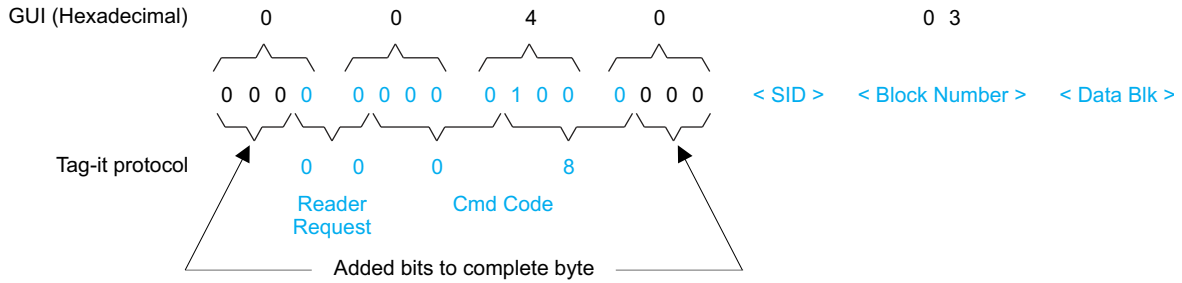 GUI (Hexadecimal) 0 0 4 0 0 3
0 0 0 0 0 0 0 0 0 1 0 0 0 0 0 0 < SID > < Block Number > < Data Blk >
Tag-it protocol 0 0 0 8
Reader Cmd Code
Request
Added bits to complete byte